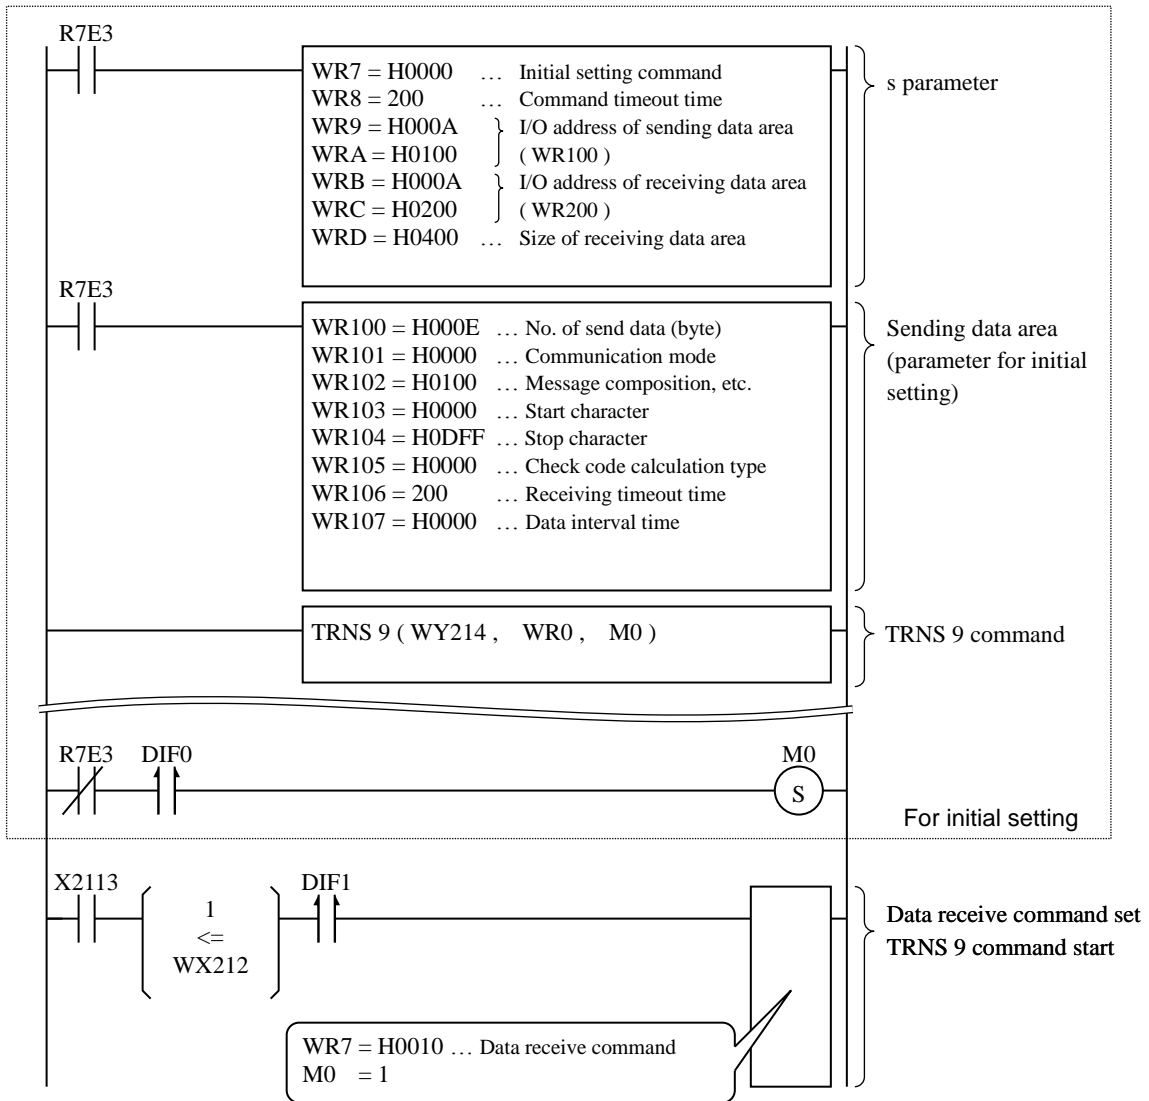 R7E3
WR7 = H0000 … Initial setting command
WR8 = 200 … Command timeout time
WR9 = H000A I/O address of sending data area
WRA = H0100 ( WR100 )
WRB = H000A I/O address of receiving data area
WRC = H0200 ( WR200 )
WRD = H0400 … Size of receiving data area
s parameter
R7E3
WR100 = H000E … No. of send data (byte)
WR101 = H0000 … Communication mode
WR102 = H0100 … Message composition, etc.
WR103 = H0000 … Start character
WR104 = H0DFF … Stop character
WR105 = H0000 … Check code calculation type
WR106 = 200 … Receiving timeout time
WR107 = H0000 … Data interval time
Sending data area
(parameter for initial
setting)
TRNS 9 ( WY214 , WR0 , M0 )
TRNS 9 command
R7E3 DIF0 M0
S
For initial setting
X2113 DIF1
1
<=
WX212
Data receive command set
TRNS 9 command start
WR7 = H0010 … Data receive command
M0 = 1